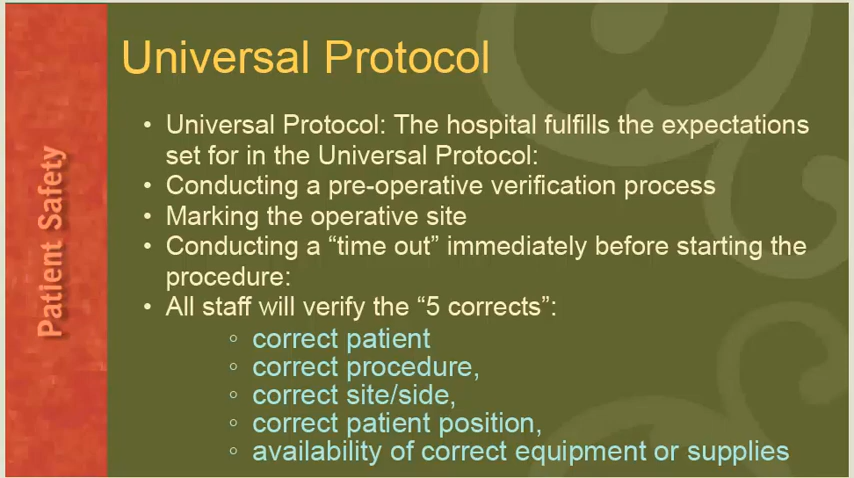 Universal Protocol
Patient Safety
• Universal Protocol: The hospital fulfills the expectations
set for in the Universal Protocol:
• Conducting a pre-operative verification process
• Marking the operative site
• Conducting a “time out” immediately before starting the
procedure:
• All staff will verify the “5 corrects”:
◦ correct patient
◦ correct procedure,
◦ correct site/side,
◦ correct patient position,
◦ availability of correct equipment or supplies